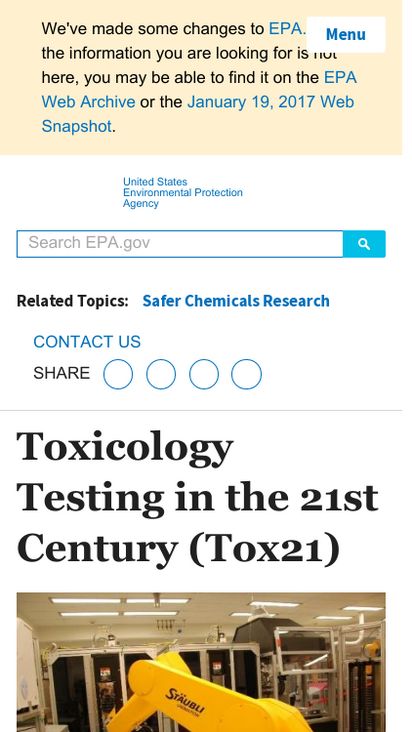 We've made some changes to EPA.
Menu
the information you are looking for is not
here, you may be able to find it on the EPA
Web Archive or the January 19, 2017 Web
Snapshot.
United States
Environmental Protection
Agency
Search EPA.gov
Related Topics: Safer Chemicals Research
CONTACT US
SHARE
Toxicology
Testing in the 21st
Century (Tox21)
STÄUBLI